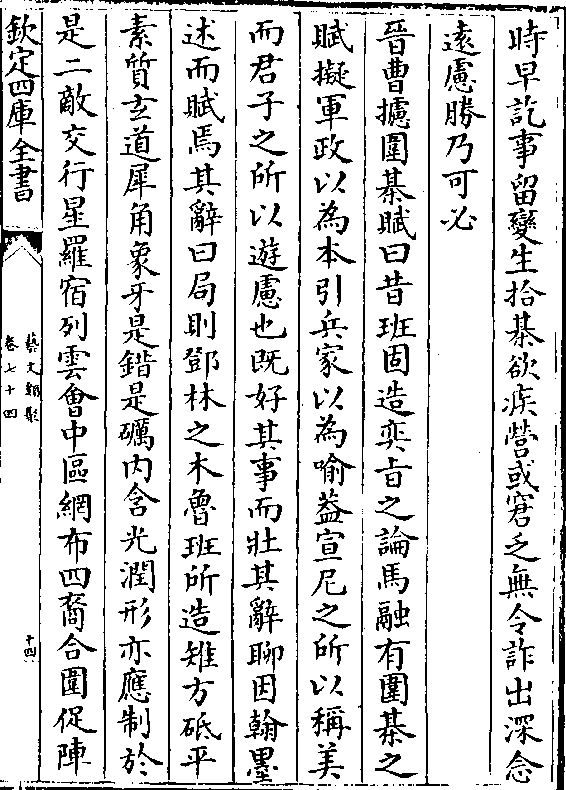 時早訖事留變生拾棊欲疾營或窘乏無令詐出深念
遠慮勝乃可必
晉曹攄圍棊賦曰昔班固造奕㫖之論馬融有圍棊之
賦擬軍政以為本引兵家以為喻葢宣尼之所以稱美
而君子之所以遊慮也既好其事而壯其辭聊因翰墨
述而賦焉其辭曰局則鄧林之木魯班所造雉方砥平
素質玄道犀角象牙是錯是礪内含光潤形亦應制於
是二敵交行星羅宿列雲會中區網布四裔合圍促陣
欽定四庫全書
藝文類聚
卷七十四
十四